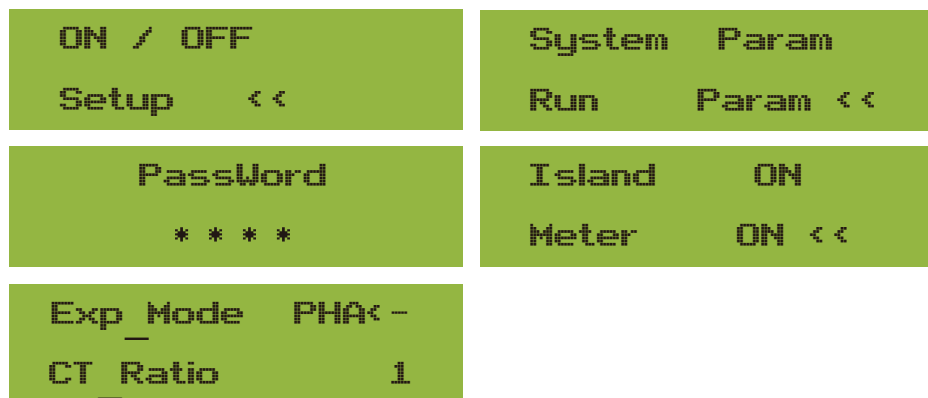 ON / OFF
Setup <<
System Param
Run Param <<
PassWord
* * * *
Island ON
Meter ON <<
Exp_Mode PHA<-
CT_Ratio 1